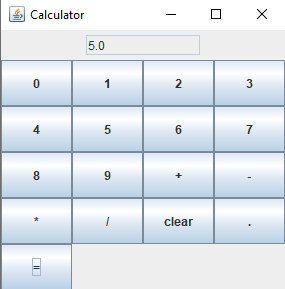 Calculator
5.0
0 1 2 3
4 5 6 7
8 9 + -
* / clear .
=